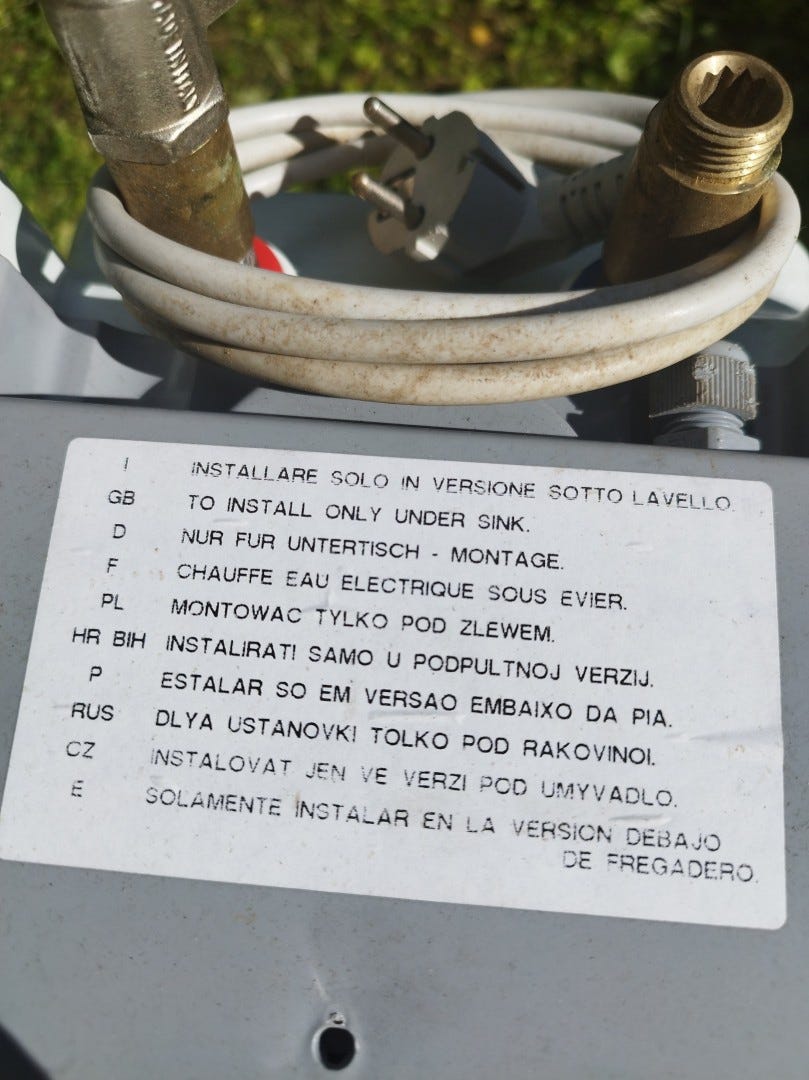 MADE IN ITALY
I INSTALLARE SOLO IN VERSIONE SOTTO LAVELLO.
GB TO INSTALL ONLY UNDER SINK.
D NUR FUR UNTERTISCH - MONTAGE.
F CHAUFFE EAU ELECTRIQUE SOUS EVIER.
PL MONTOWAC TYLKO POD ZLEWEM.
HR BIH INSTALIRATI SAMO U PODPULTNOJ VERZIJ.
P ESTALAR SO EM VERSAO EMBAIXO DA PIA.
RUS DLYA USTANOVKI TOLKO POD RAKOVINOI.
CZ INSTALOVAT JEN VE VERZI POD UMYVADLO.
E SOLAMENTE INSTALAR EN LA VERSION DEBAJO
DE FREGADERO.